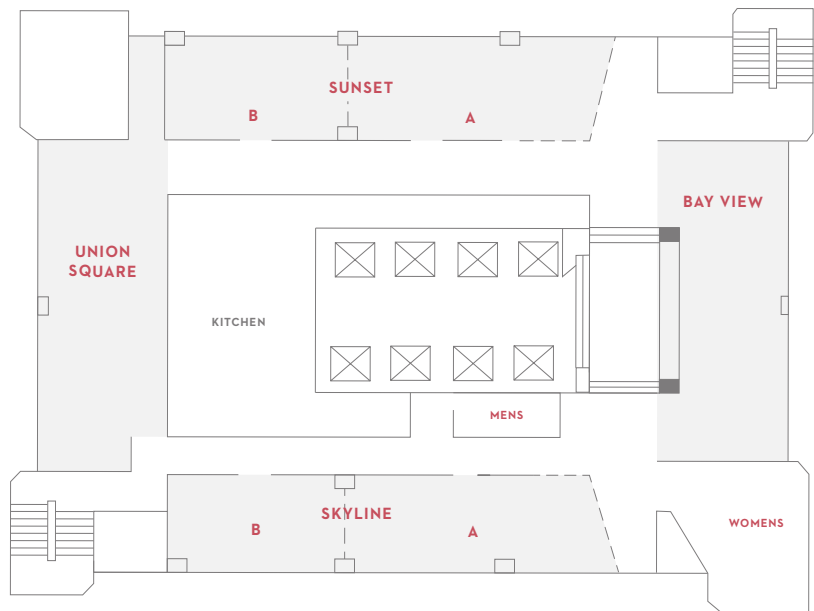 SUNSET
B
A
BAY VIEW
UNION
SQUARE
KITCHEN
MENS
SKYLINE
B
A
WOMENS